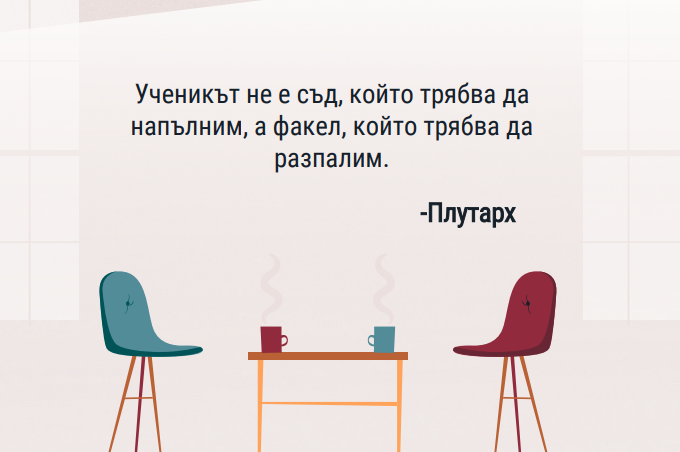 Ученикът не е съд, който трябва да
напълним, а факел, който трябва да
разпалим.
-Плутарх